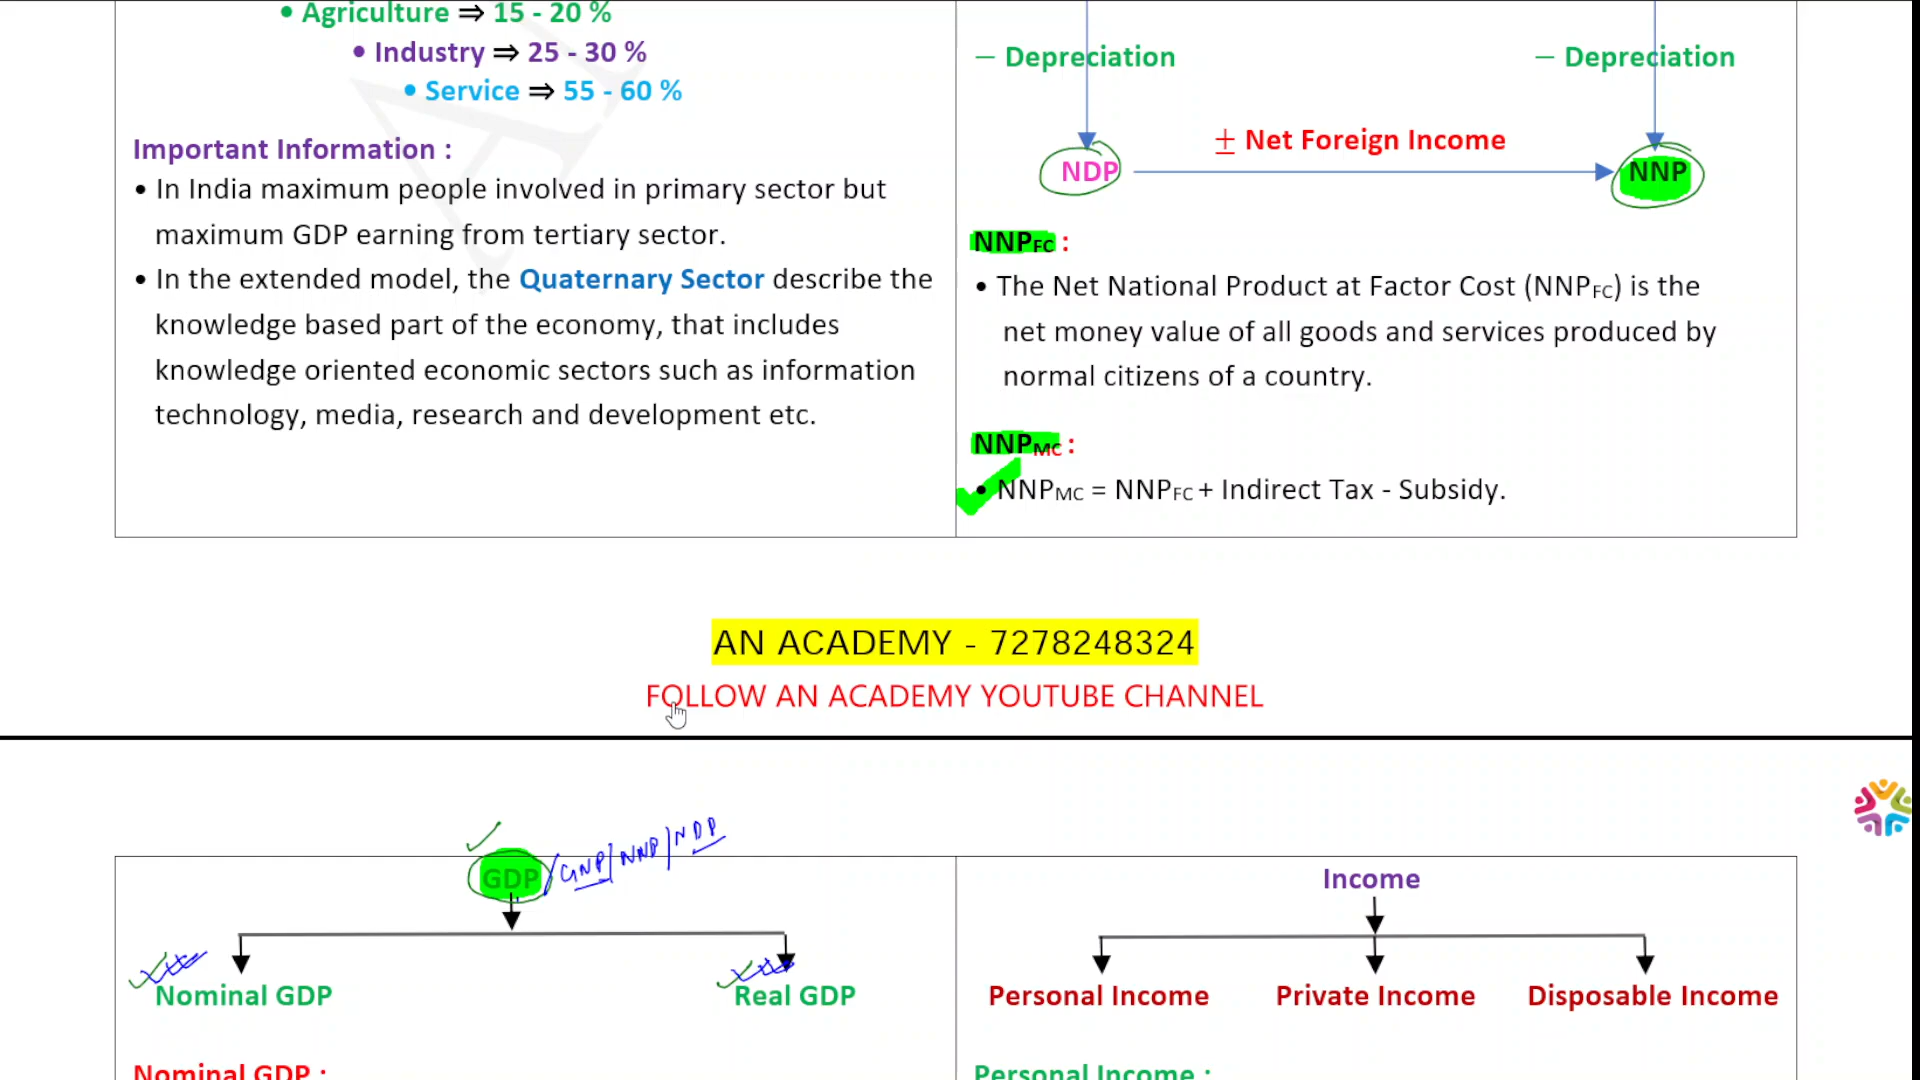 • Agriculture ⇒ 15 - 20 %
• Industry ⇒ 25 - 30 %
• Service ⇒ 55 - 60 %
Important Information :
• In India maximum people involved in primary sector but
maximum GDP earning from tertiary sector.
• In the extended model, the Quaternary Sector describe the
knowledge based part of the economy, that includes
knowledge oriented economic sectors such as information
technology, media, research and development etc.
− Depreciation
− Depreciation
± Net Foreign Income
NDP
NNP
NNPFC :
• The Net National Product at Factor Cost (NNPFC) is the
net money value of all goods and services produced by
normal citizens of a country.
NNPMC :
• NNPMC = NNPFC + Indirect Tax - Subsidy.
AN ACADEMY - 7278248324
FOLLOW AN ACADEMY YOUTUBE CHANNEL
GDP / GNP / NNP / NDP
Nominal GDP
Real GDP
Nominal GDP :
Income
Personal Income
Private Income
Disposable Income
Personal Income :